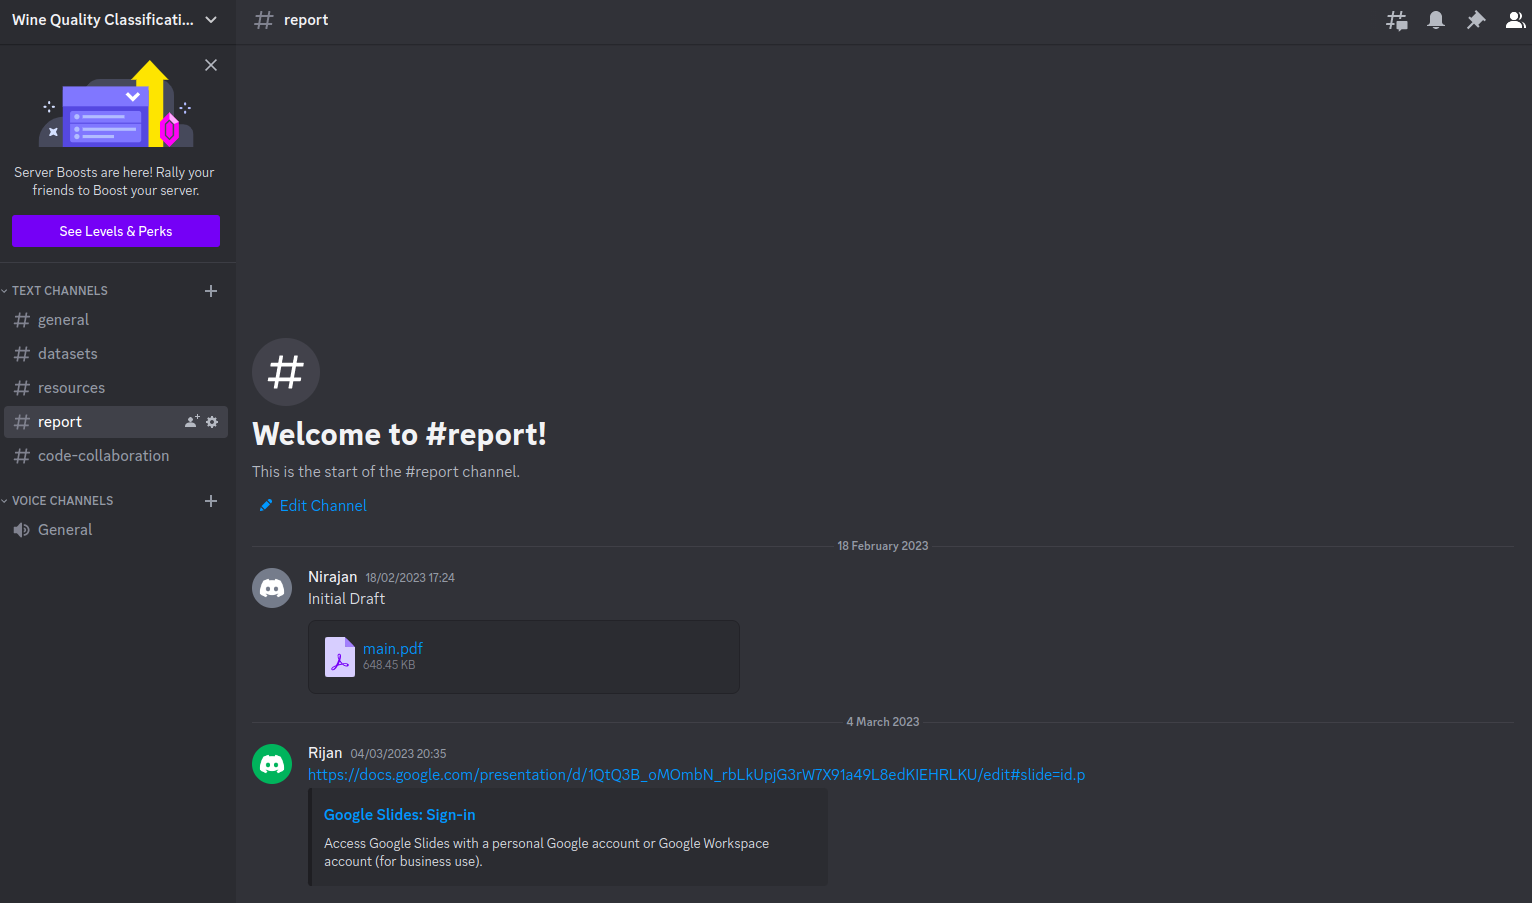 Wine Quality Classificati...
Server Boosts are here! Rally your
friends to Boost your server.
See Levels & Perks
TEXT CHANNELS
general
datasets
resources
report
code-collaboration
VOICE CHANNELS
General
report
Welcome to #report!
This is the start of the #report channel.
Edit Channel
18 February 2023
Nirajan 18/02/2023 17:24
Initial Draft
main.pdf
648.45 KB
4 March 2023
Rijan 04/03/2023 20:35
https://docs.google.com/presentation/d/1QtQ3B_oMOmbN_rbLkUpjG3rW7X91a49L8edKIEHRLKU/edit#slide=id.p
Google Slides: Sign-in
Access Google Slides with a personal Google account or Google Workspace
account (for business use).